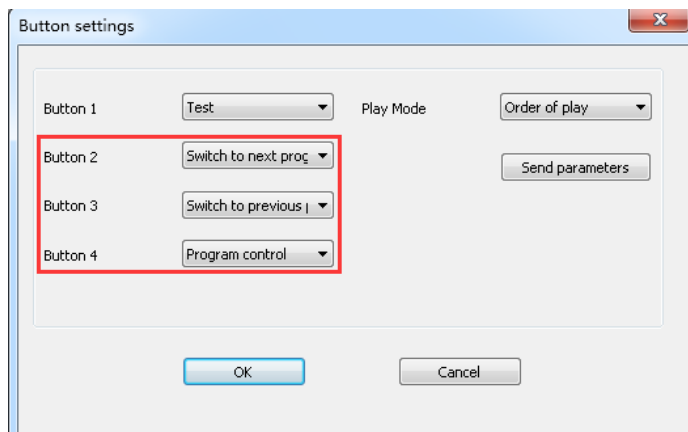 Button settings
Button 1 Test Play Mode Order of play
Button 2 Switch to next prog Send parameters
Button 3 Switch to previous
Button 4 Program control
OK Cancel